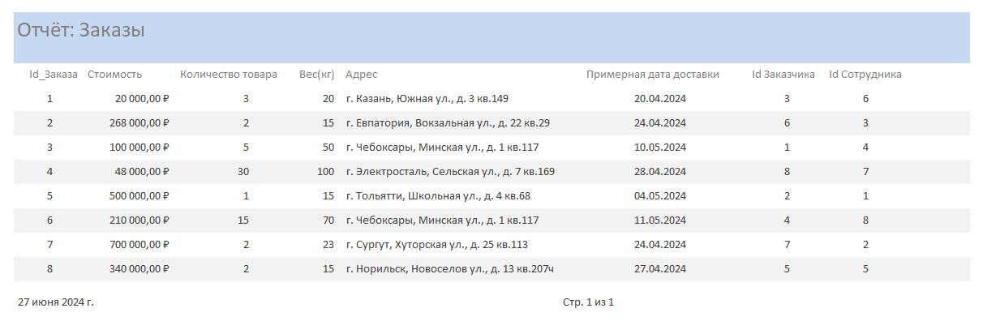 Отчёт: Заказы
Id_Заказа Стоимость Количество товара Вес(кг) Адрес Примерная дата доставки Id Заказчика Id Сотрудника
1 20 000,00 ₽ 3 20 г. Казань, Южная ул., д. 3 кв.149 20.04.2024 3 6
2 268 000,00 ₽ 2 15 г. Евпатория, Вокзальная ул., д. 22 кв.29 24.04.2024 6 3
3 100 000,00 ₽ 5 50 г. Чебоксары, Минская ул., д. 1 кв.117 10.05.2024 1 4
4 48 000,00 ₽ 30 100 г. Электросталь, Сельская ул., д. 7 кв.169 28.04.2024 8 7
5 500 000,00 ₽ 1 15 г. Тольятти, Школьная ул., д. 4 кв.68 04.05.2024 2 1
6 210 000,00 ₽ 15 70 г. Чебоксары, Минская ул., д. 1 кв.117 11.05.2024 4 8
7 700 000,00 ₽ 2 23 г. Сургут, Хуторская ул., д. 25 кв.113 24.04.2024 7 2
8 340 000,00 ₽ 2 15 г. Норильск, Новоселов ул., д. 13 кв.207ч 27.04.2024 5 5
27 июня 2024 г. Стр. 1 из 1